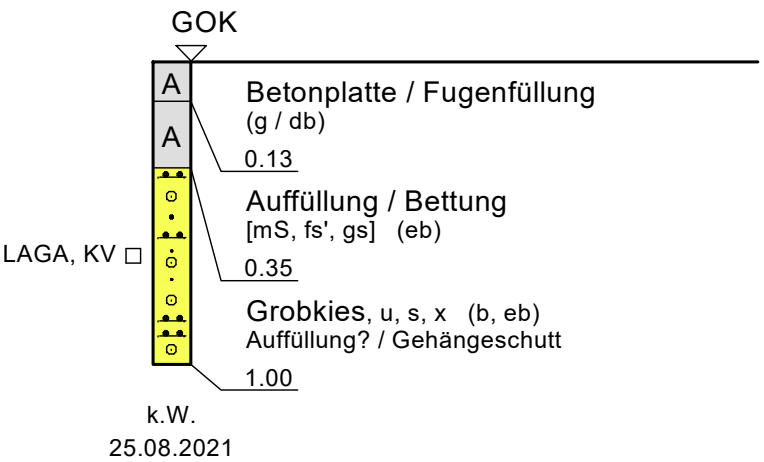 GOK
A
Betonplatte / Fugenfüllung
(g / db)
A
0.13
Auffüllung / Bettung
[mS, fs', gs] (eb)
LAGA, KV □
0.35
Grobkies, u, s, x (b, eb)
Auffüllung? / Gehängeschutt
1.00
k.W.
25.08.2021